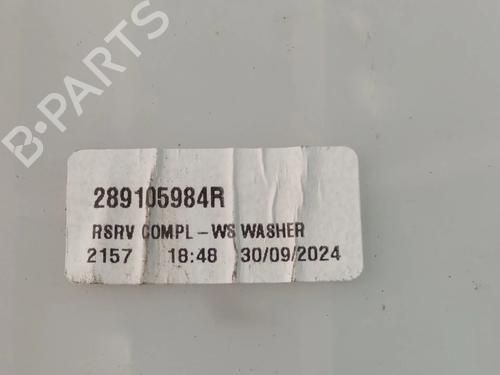 B-PARTS
289105984R
RSRV COMPL-WS WASHER
2157 18:48 30/09/2024